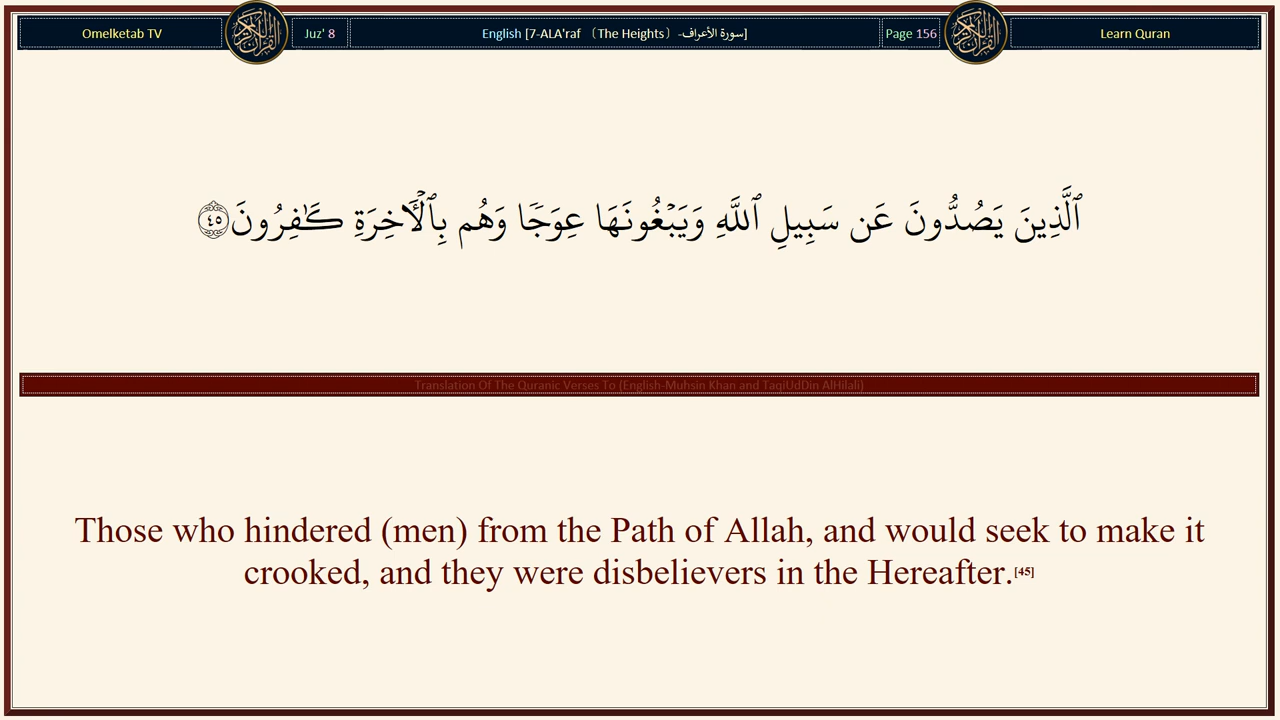 Omelketab TV
Juz' 8
English [7-ALA'raf （The Heights）-سورة الأعراف]
Page 156
Learn Quran
ٱلَّذِينَ يَصُدُّونَ عَن سَبِيلِ ٱللَّهِ وَيَبۡغُونَهَا عِوَجٗا وَهُم بِٱلۡأٓخِرَةِ كَٰفِرُونَ ٤٥
Translation Of The Quranic Verses To (English-Muhsin Khan and TaqiUdDin AlHilali)
Those who hindered (men) from the Path of Allah, and would seek to make it
crooked, and they were disbelievers in the Hereafter.[45]